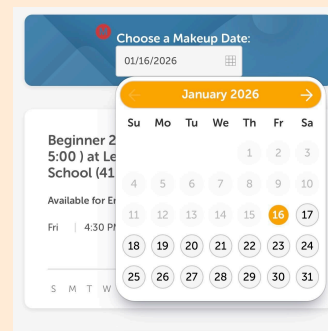 Choose a Makeup Date:
01/16/2026
January 2026
Su Mo Tu We Th Fr Sa
1 2 3
4 5 6 7 8 9 10
11 12 13 14 15 16 17
18 19 20 21 22 23 24
25 26 27 28 29 30 31
Beginner 2
5:00 ) at Le
School (41
Available for
Fri | 4:30
S M T W